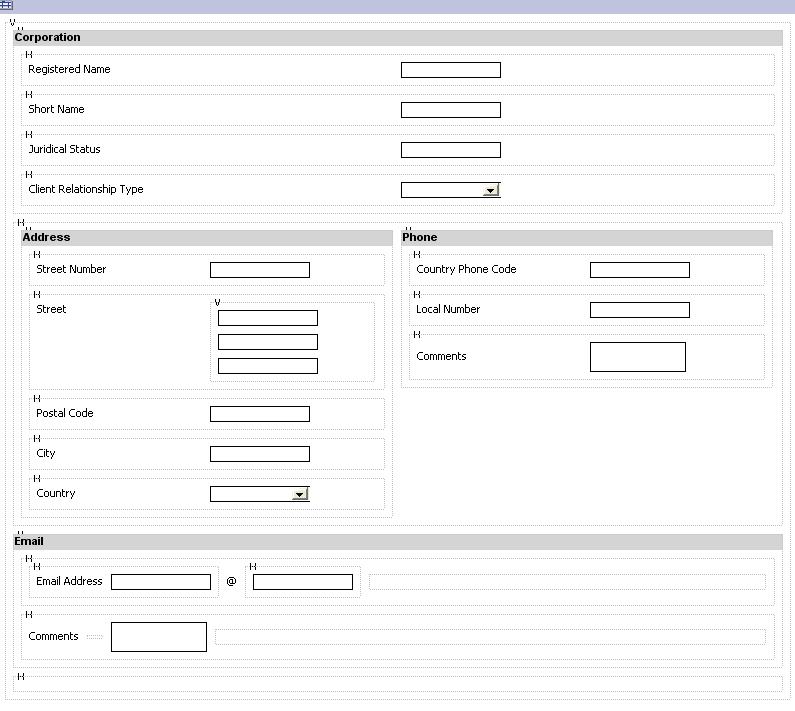 Corporation
Registered Name
Short Name
Juridical Status
Client Relationship Type
Address
Street Number
Street
Postal Code
City
Country
Phone
Country Phone Code
Local Number
Comments
Email
Email Address @
Comments